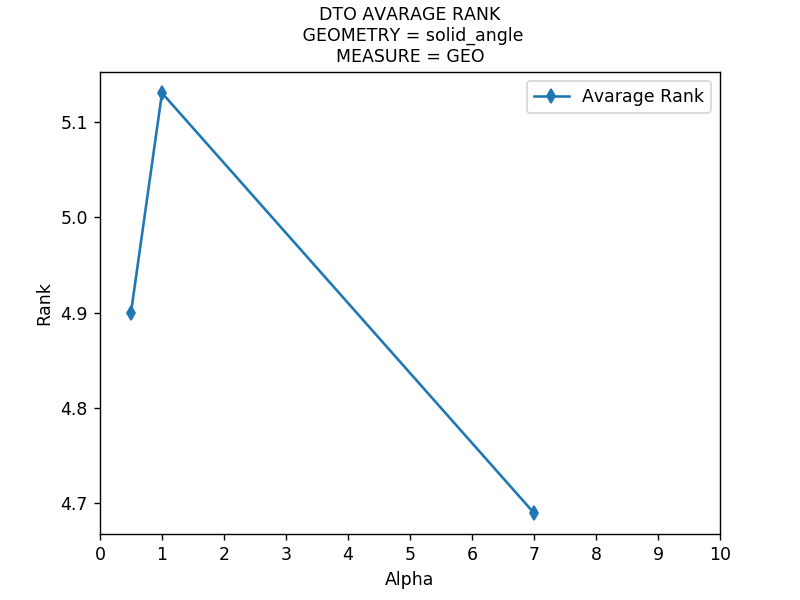 DTO AVARAGE RANK
GEOMETRY = solid_angle
MEASURE = GEO
Avarage Rank
5.1
5.0
4.9
4.8
4.7
Rank
0 1 2 3 4 5 6 7 8 9 10
Alpha